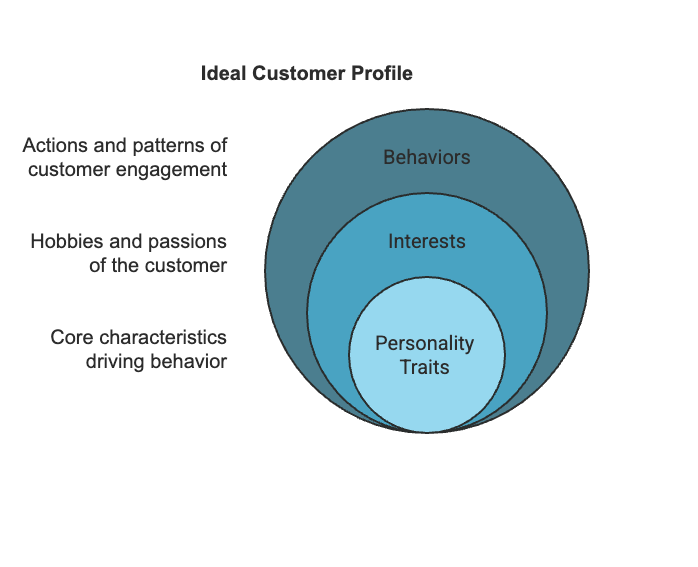 Ideal Customer Profile
Actions and patterns of
customer engagement
Behaviors
Hobbies and passions
of the customer
Interests
Core characteristics
driving behavior
Personality
Traits